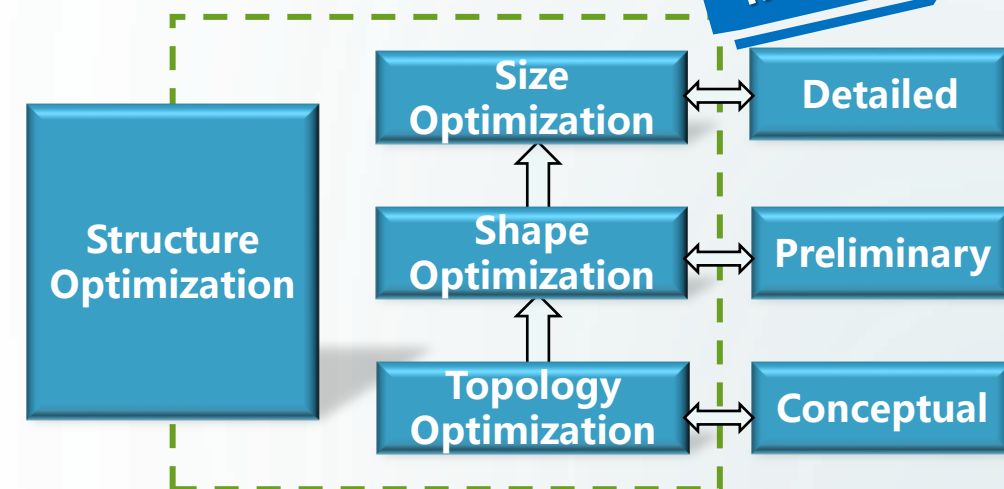 Size
Optimization
Detailed
Structure
Optimization
Shape
Optimization
Preliminary
Topology
Optimization
Conceptual